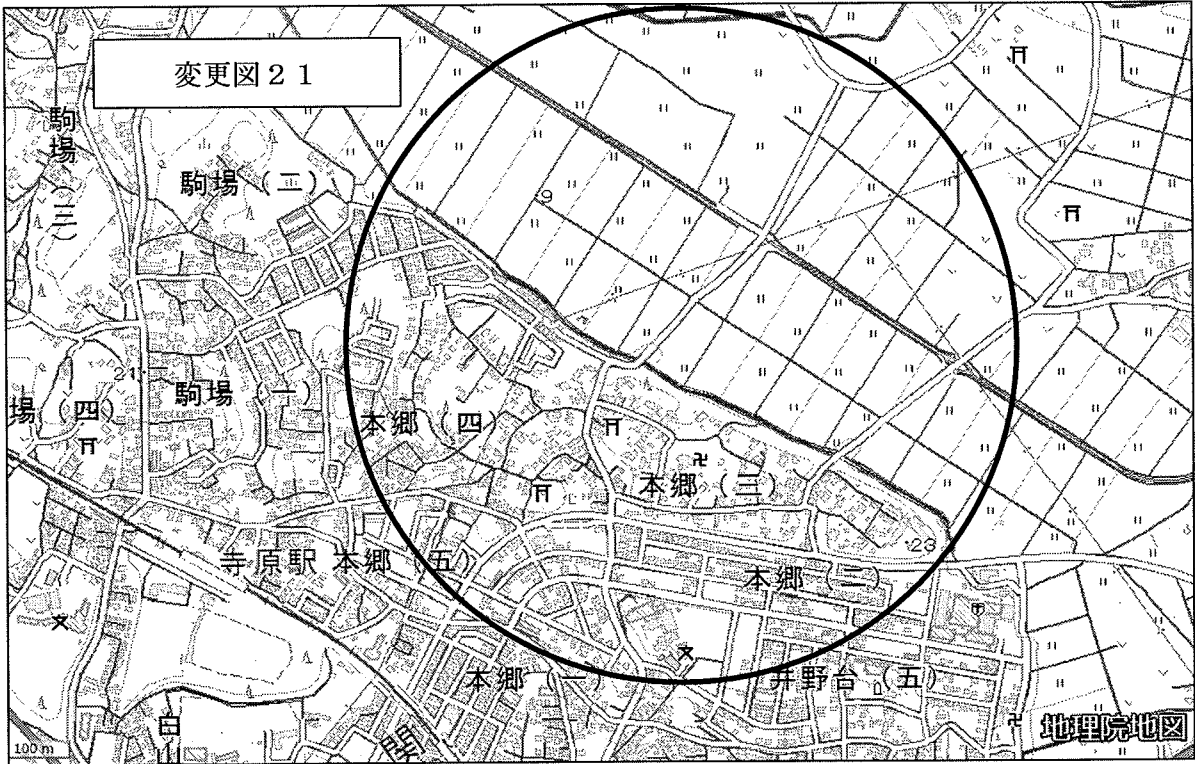 変更図21
駒場(三)
駒場(二)
9
21
駒場(一)
場(四)
本郷(四)
本郷(三)
23
寺原駅
本郷(五)
本郷(二)
本郷(一)
井野台(五)
白山
100 m
地理院地図